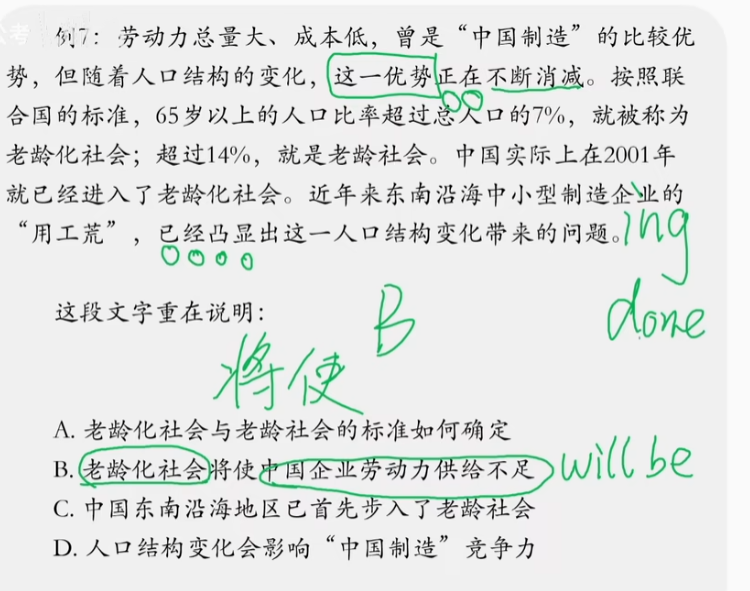 例7：劳动力总量大、成本低，曾是“中国制造”的比较优
势，但随着人口结构的变化，这一优势正在不断消减。按照联
合国的标准，65岁以上的人口比率超过总人口的7%，就被称为
老龄化社会；超过14%，就是老龄社会。中国实际上在2001年
就已经进入了老龄化社会。近年来东南沿海中小型制造企业的
“用工荒”，已经凸显出这一人口结构变化带来的问题。ing
done
这段文字重在说明：
B
将使
A. 老龄化社会与老龄社会的标准如何确定
B. 老龄化社会将使中国企业劳动力供给不足 will be
C. 中国东南沿海地区已首先步入了老龄社会
D. 人口结构变化会影响“中国制造”竞争力